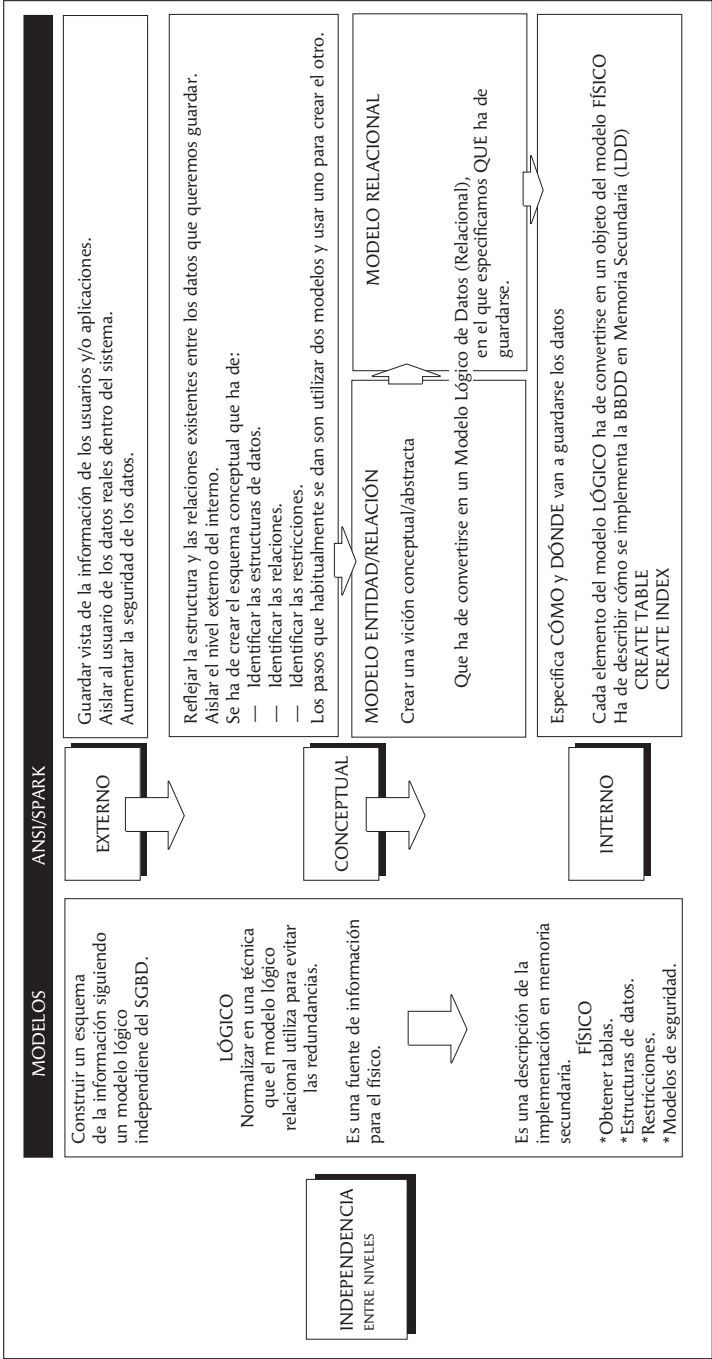 MODELOS
ANSI/SPARK
INDEPENDENCIA
ENTRE NIVELES
Construir un esquema
de la información siguiendo
un modelo lógico
independiene del SGBD.
LÓGICO
Normalizar en una técnica
que el modelo lógico
relacional utiliza para evitar
las redundancias.
Es una fuente de información
para el físico.
Es una descripción de la
implementación en memoria
secundaria.
FÍSICO
*Obtener tablas.
*Estructuras de datos.
*Restricciones.
*Modelos de seguridad.
EXTERNO
Guardar vista de la información de los usuarios y/o aplicaciones.
Aislar al usuario de los datos reales dentro del sistema.
Aumentar la seguridad de los datos.
CONCEPTUAL
Reflejar la estructura y las relaciones existentes entre los datos que queremos guardar.
Aislar el nivel externo del interno.
Se ha de crear el esquema conceptual que ha de:
— Identificar las estructuras de datos.
— Identificar las relaciones.
— Identificar las restricciones.
Los pasos que habitualmente se dan son utilizar dos modelos y usar uno para crear el otro.
MODELO ENTIDAD/RELACIÓN
Crear una vición conceptual/abstracta
MODELO RELACIONAL
Que ha de convertirse en un Modelo Lógico de Datos (Relacional),
en el que especificamos QUE ha de
guardarse.
INTERNO
Especifica CÓMO y DÓNDE van a guardarse los datos
Cada elemento del modelo LÓGICO ha de convertirse en un objeto del modelo FÍSICO
Ha de describir cómo se implementa la BBDD en Memoria Secundaria (LDD)
CREATE TABLE
CREATE INDEX